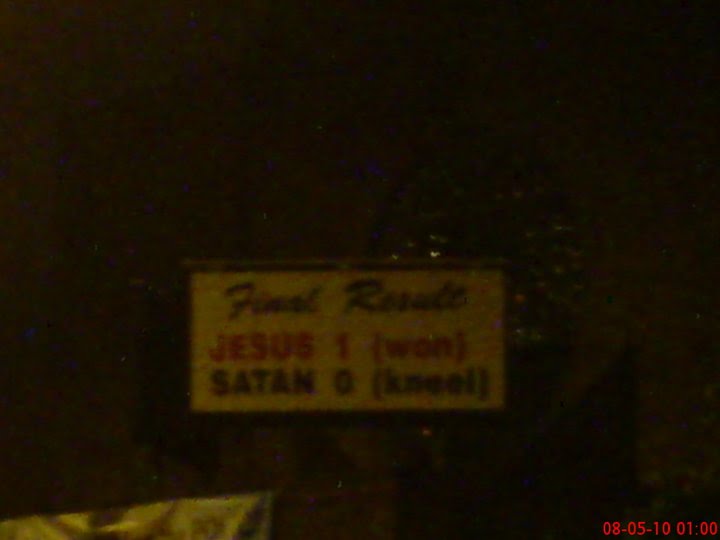 Final Result
JESUS 1 (won)
SATAN 0 (kneel)
08-05-10 01:00